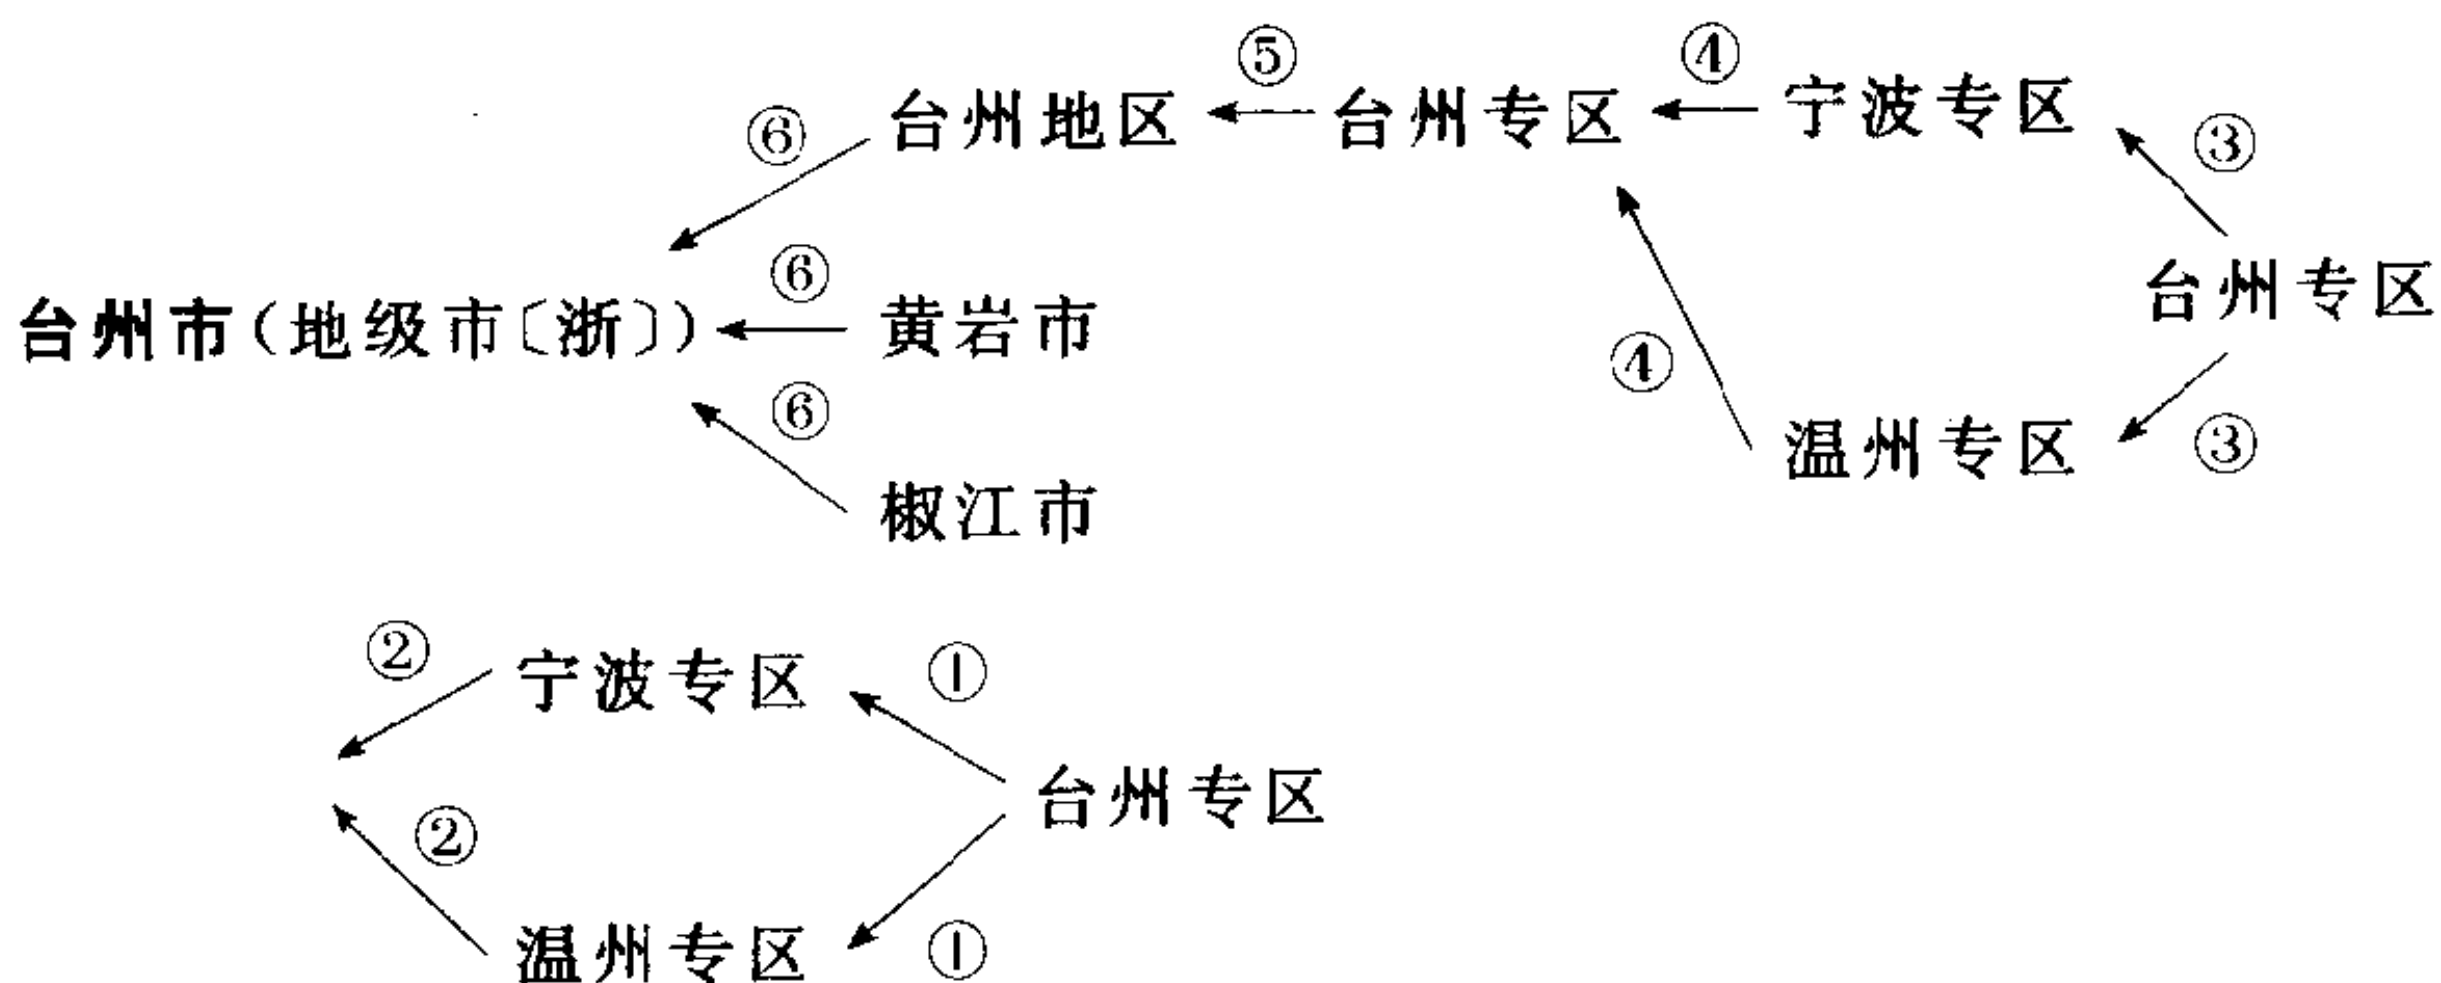 ⑥ 台州地区 ⑤ 台州专区 ④ 宁波专区 ③
台州市(地级市〔浙〕) ⑥ 黄岩市 ④ 台州专区
⑥ 椒江市 温州专区 ③
② 宁波专区 ①
台州专区
② 温州专区 ①